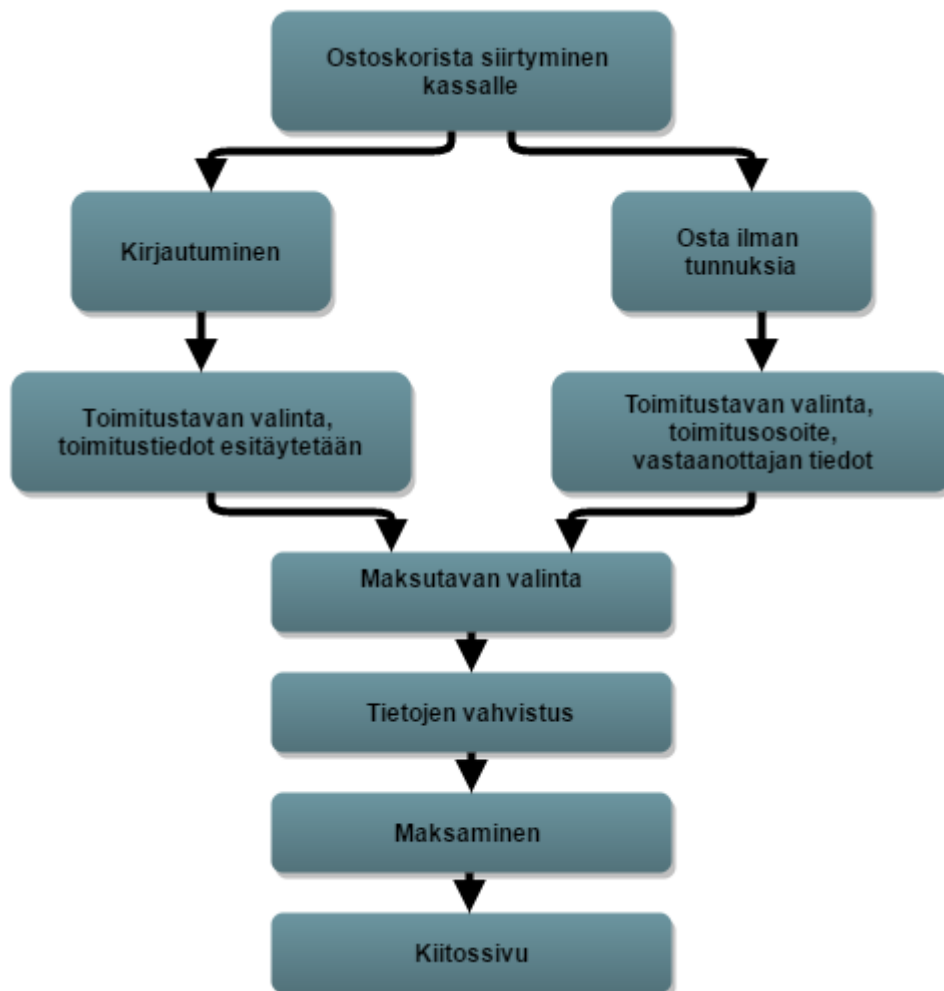 Ostoskorista siirtyminen
kassalle
Kirjautuminen
Osta ilman
tunnuksia
Toimitustavan valinta,
toimitustiedot esitäytetään
Toimitustavan valinta,
toimitusosoite,
vastaanottajan tiedot
Maksutavan valinta
Tietojen vahvistus
Maksaminen
Kiitossivu